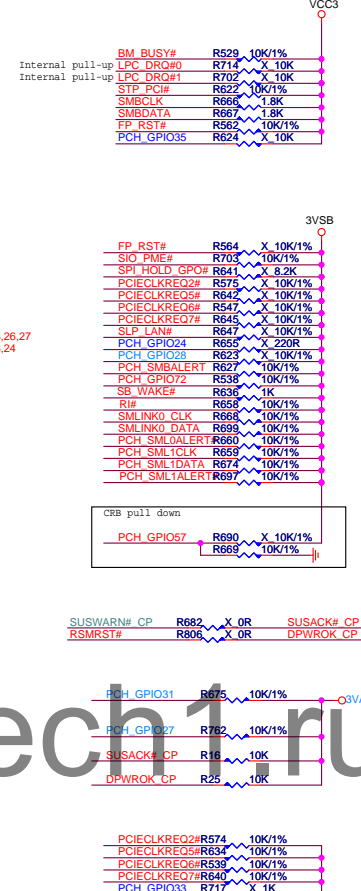 VCC3
BM_BUSY# R529 10K/1%
Internal pull-up LPC_DRQ#0 R714 X_10K
Internal pull-up LPC_DRQ#1 R702 X_10K
STP_PCI# R622 10K/1%
SMBCLK R666 1.8K
SMBDATA R667 1.8K
FP_RST# R562 10K/1%
PCH_GPIO35 R624 X_10K
3VSB
FP_RST# R564 X_10K/1%
SIO_PME# R703 10K/1%
SPI_HOLD_GPO# R641 X_8.2K
PCIECLKREQ2# R575 X_10K/1%
PCIECLKREQ5# R642 X_10K/1%
PCIECLKREQ6# R547 X_10K/1%
PCIECLKREQ7# R645 X_10K/1%
SLP_LAN# R647 X_10K/1%
PCH_GPIO24 R655 X_220R
PCH_GPIO28 R623 X_10K/1%
PCH_SMBALERT R627 10K/1%
PCH_GPIO72 R538 10K/1%
SB_WAKE# R636 1K
RI# R658 10K/1%
SMLINK0_CLK R668 10K/1%
SMLINK0_DATA R699 10K/1%
PCH_SML0ALERT# R660 10K/1%
PCH_SML1CLK R659 10K/1%
PCH_SML1DATA R674 10K/1%
PCH_SML1ALERT# R697 10K/1%
,26,27
,24
CRB pull down
PCH_GPIO57 R690 X_10K/1%
R669 10K/1%
SUSWARN#_CP R682 X_0R SUSACK#_CP
RSMRST# R806 X_0R DPWROK_CP
PCH_GPIO31 R675 10K/1% 3VA
PCH_GPIO27 R762 10K/1%
ech1.ru
SUSACK#_CP R16 10K
DPWROK_CP R25 10K
PCIECLKREQ2# R574 10K/1%
PCIECLKREQ5# R634 10K/1%
PCIECLKREQ6# R539 10K/1%
PCIECLKREQ7# R640 10K/1%
PCH_GPIO33 R717 X_1K